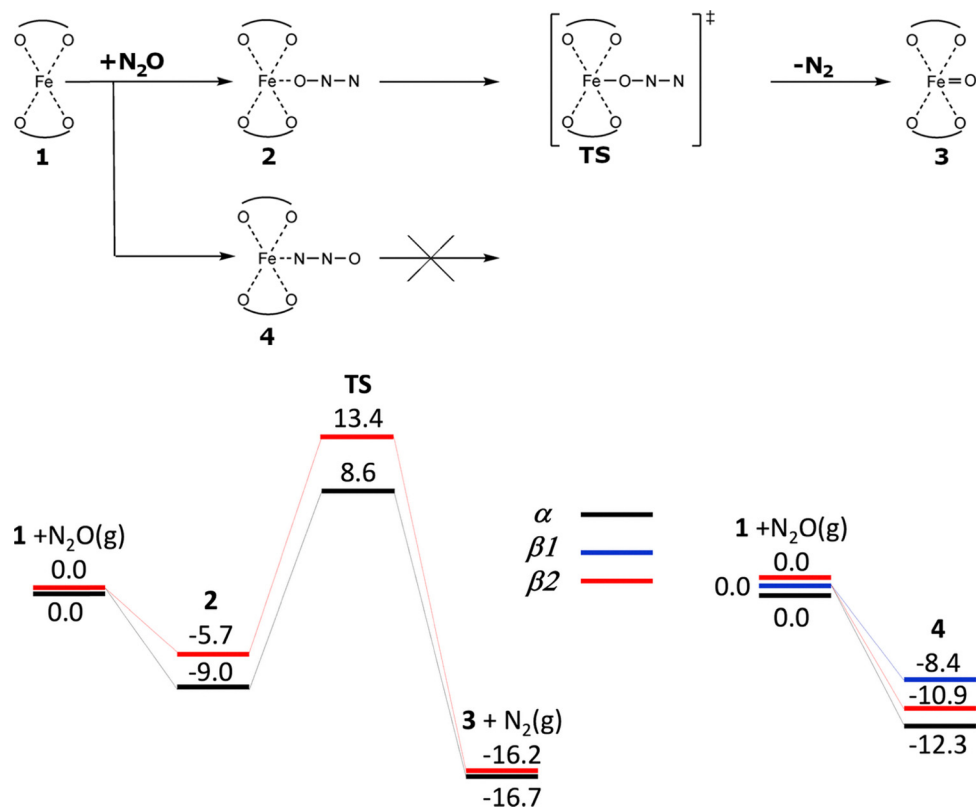 +N₂O
-N₂
‡
O O
Fe
O O
1
O O
Fe O N N
O O
2
O O
Fe O N N
O O
TS
O O
Fe=O
O O
3
O O
Fe N N O
O O
4
TS
13.4
8.6
1 +N₂O(g)
0.0
0.0
2
-5.7
-9.0
3 + N₂(g)
-16.2
-16.7
α
β1
β2
1 +N₂O(g)
0.0
0.0
0.0
4
-8.4
-10.9
-12.3